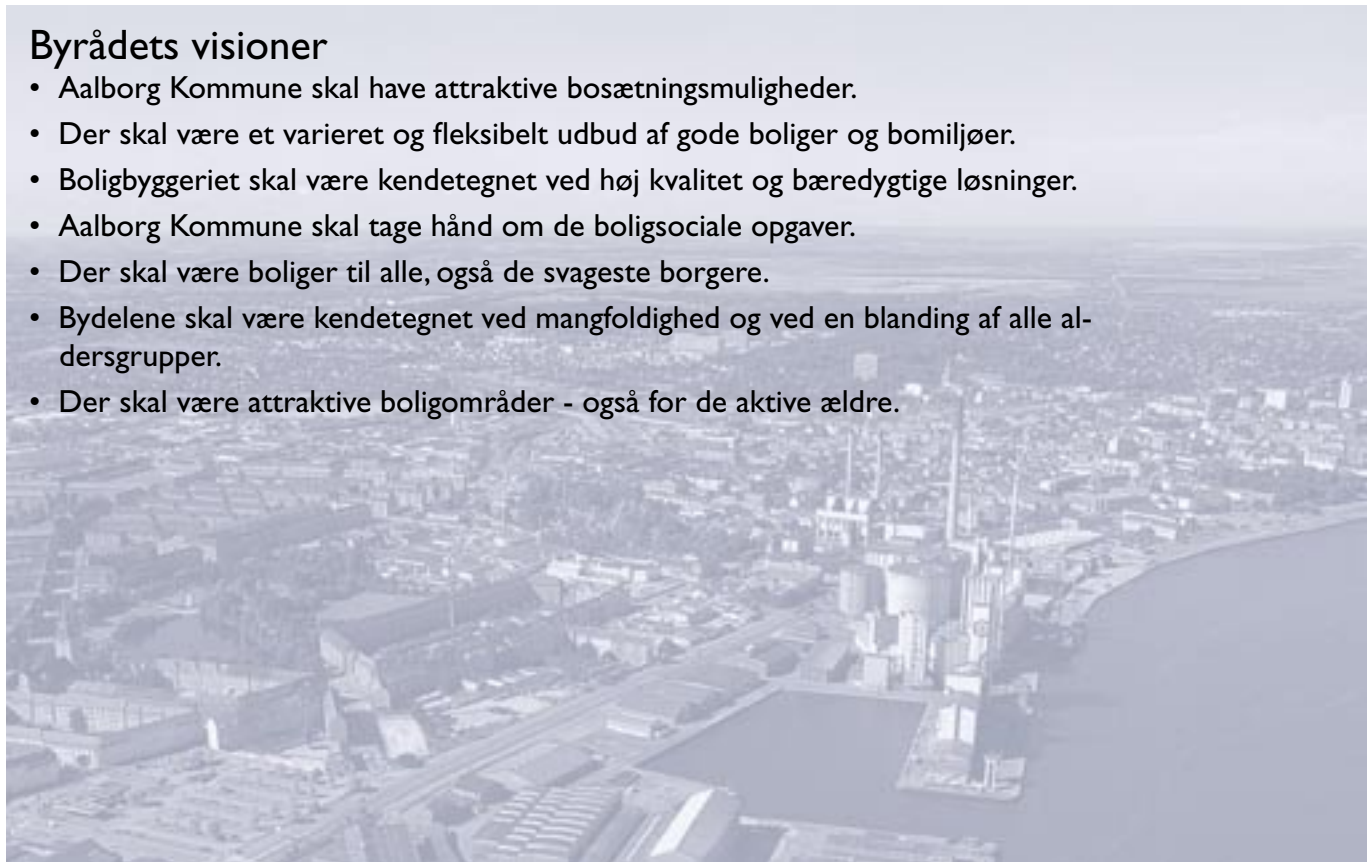 Byrådets visioner
• Aalborg Kommune skal have attraktive bosætningsmuligheder.
• Der skal være et varieret og fleksibelt udbud af gode boliger og bomiljøer.
• Boligbyggeriet skal være kendetegnet ved høj kvalitet og bæredygtige løsninger.
• Aalborg Kommune skal tage hånd om de boligsociale opgaver.
• Der skal være boliger til alle, også de svageste borgere.
• Bydelene skal være kendetegnet ved mangfoldighed og ved en blanding af alle al-
dersgrupper.
• Der skal være attraktive boligområder - også for de aktive ældre.